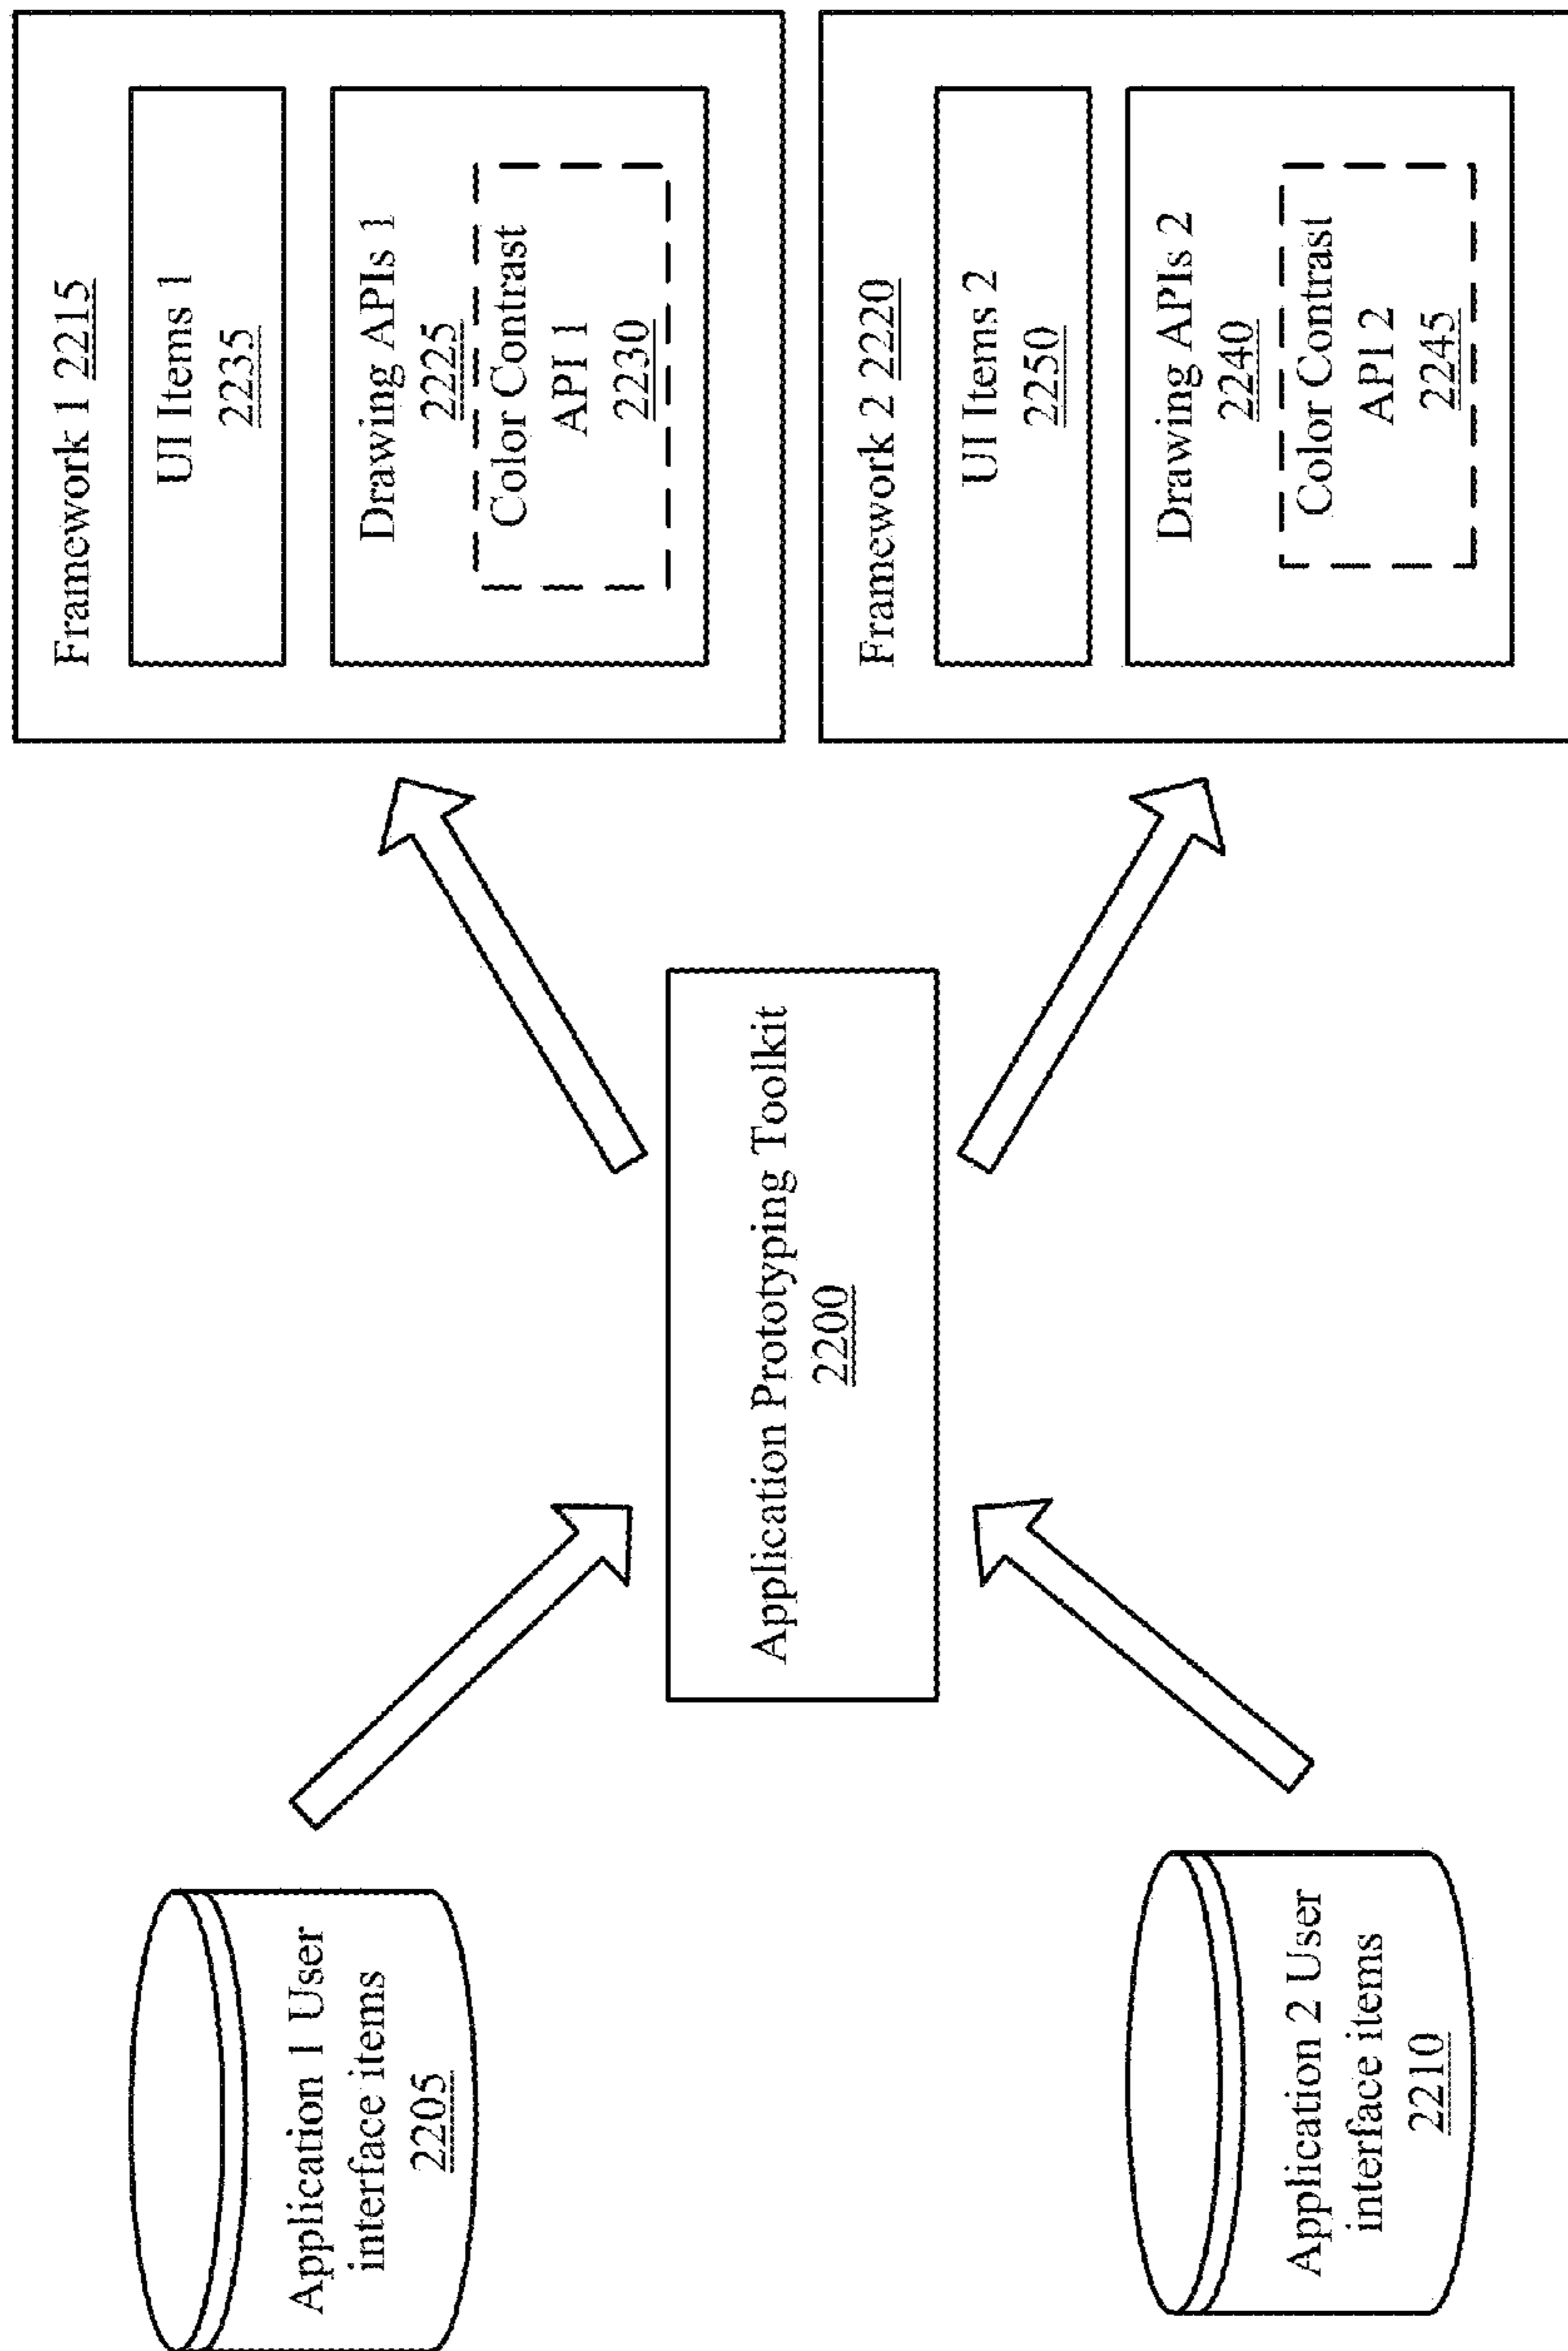 Application 1 User
interface items
2205
Application 2 User
interface items
2210
Application Prototyping Toolkit
2200
Framework 1 2215
UI Items 1
2235
Drawing APIs 1
2225
Color Contrast
API 1
2230
Framework 2 2220
UI Items 2
2250
Drawing APIs 2
2240
Color Contrast
API 2
2245